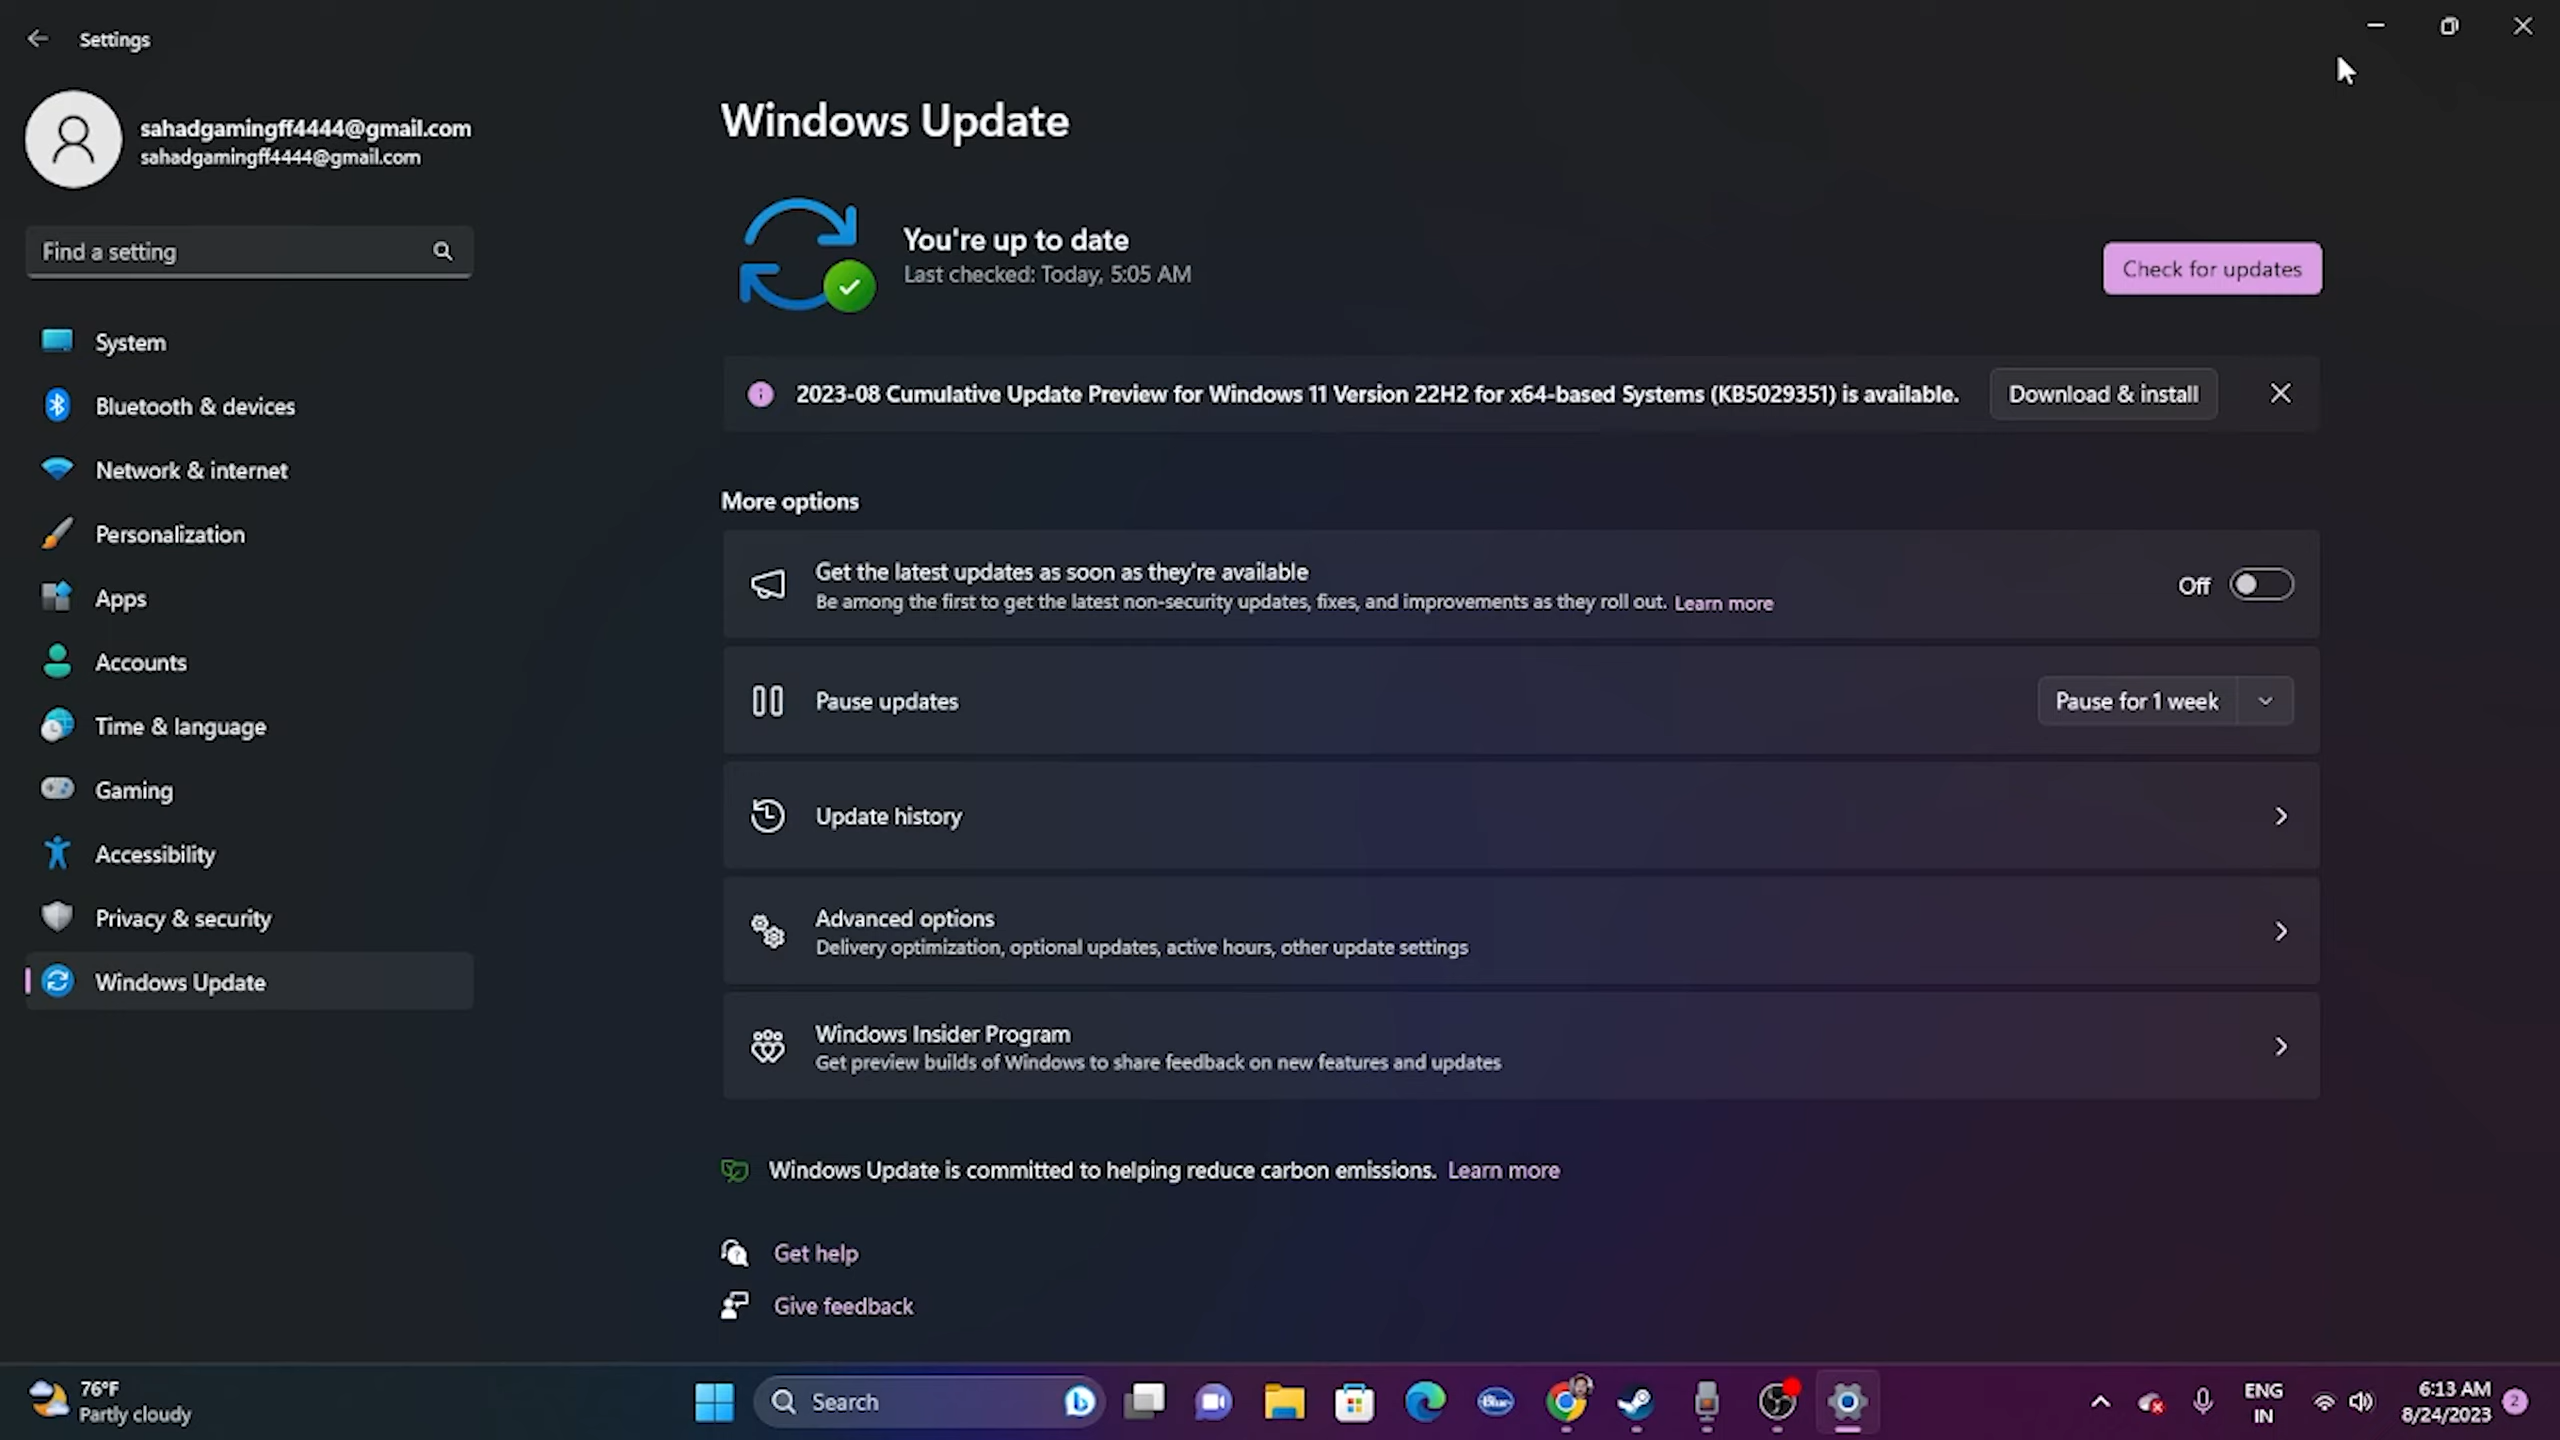 Settings
sahadgamingff4444@gmail.com
sahadgamingff4444@gmail.com
Find a setting
System
Bluetooth & devices
Network & internet
Personalization
Apps
Accounts
Time & language
Gaming
Accessibility
Privacy & security
Windows Update
Windows Update
You're up to date
Last checked: Today, 5:05 AM
Check for updates
2023-08 Cumulative Update Preview for Windows 11 Version 22H2 for x64-based Systems (KB5029351) is available.
Download & install
More options
Get the latest updates as soon as they're available
Be among the first to get the latest non-security updates, fixes, and improvements as they roll out. Learn more
Off
Pause updates
Pause for 1 week
Update history
Advanced options
Delivery optimization, optional updates, active hours, other update settings
Windows Insider Program
Get preview builds of Windows to share feedback on new features and updates
Windows Update is committed to helping reduce carbon emissions. Learn more
Get help
Give feedback
76°F
Partly cloudy
Search
Blue
ENG
IN
6:13 AM
8/24/2023
2